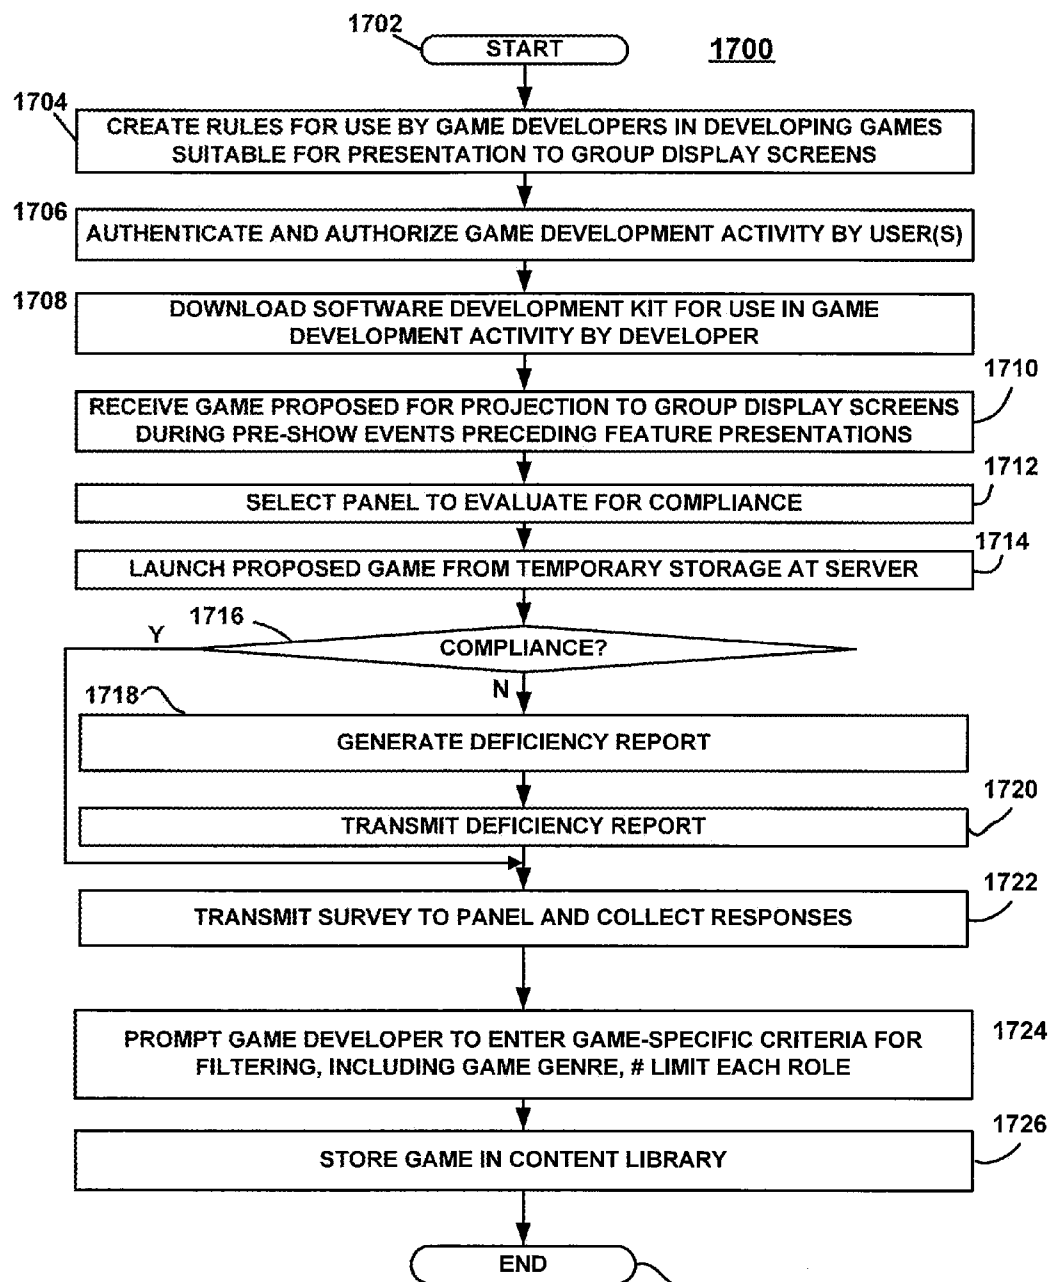 1702
START
1700
1704
CREATE RULES FOR USE BY GAME DEVELOPERS IN DEVELOPING GAMES
SUITABLE FOR PRESENTATION TO GROUP DISPLAY SCREENS
1706
AUTHENTICATE AND AUTHORIZE GAME DEVELOPMENT ACTIVITY BY USER(S)
1708
DOWNLOAD SOFTWARE DEVELOPMENT KIT FOR USE IN GAME
DEVELOPMENT ACTIVITY BY DEVELOPER
1710
RECEIVE GAME PROPOSED FOR PROJECTION TO GROUP DISPLAY SCREENS
DURING PRE-SHOW EVENTS PRECEDING FEATURE PRESENTATIONS
1712
SELECT PANEL TO EVALUATE FOR COMPLIANCE
1714
LAUNCH PROPOSED GAME FROM TEMPORARY STORAGE AT SERVER
1716
Y
COMPLIANCE?
N
1718
GENERATE DEFICIENCY REPORT
1720
TRANSMIT DEFICIENCY REPORT
1722
TRANSMIT SURVEY TO PANEL AND COLLECT RESPONSES
1724
PROMPT GAME DEVELOPER TO ENTER GAME-SPECIFIC CRITERIA FOR
FILTERING, INCLUDING GAME GENRE, # LIMIT EACH ROLE
1726
STORE GAME IN CONTENT LIBRARY
END